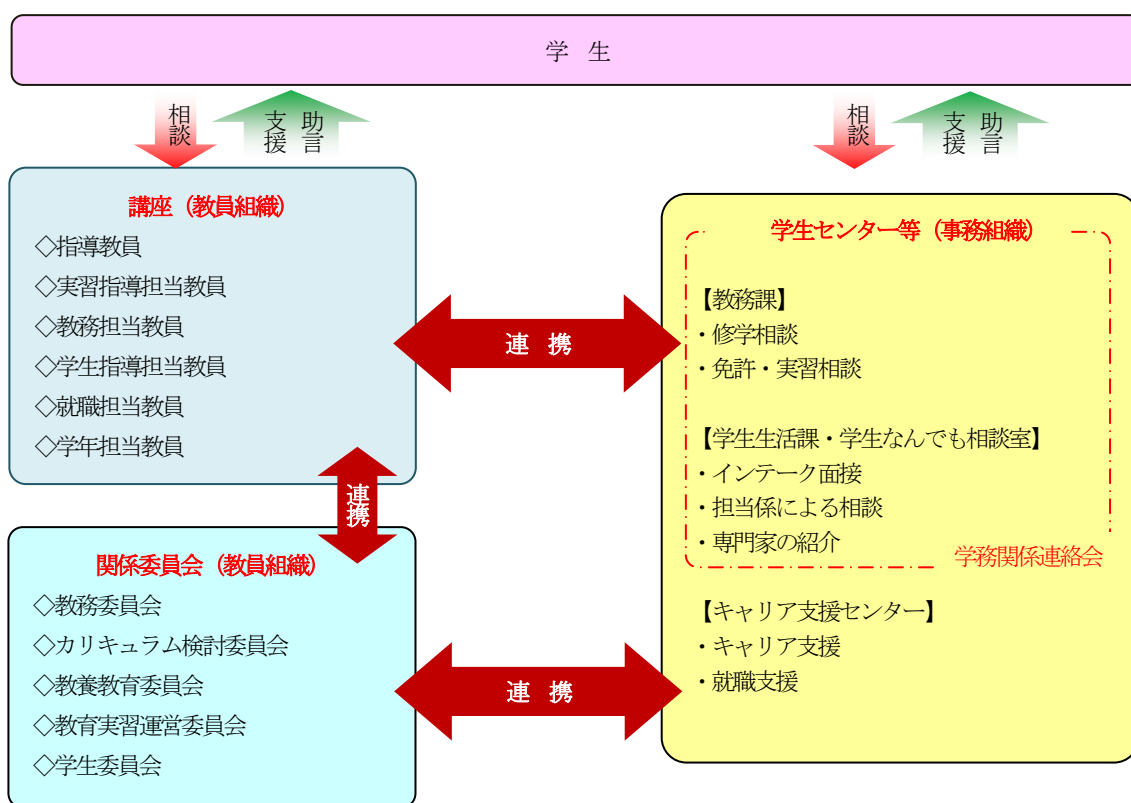 学 生
相談
支援
助言
相談
支援
助言
講座（教員組織）
◇指導教員
◇実習指導担当教員
◇教務担当教員
◇学生指導担当教員
◇就職担当教員
◇学年担当教員
連 携
学生センター等（事務組織）
【教務課】
・修学相談
・免許・実習相談
【学生生活課・学生なんでも相談室】
・インテーク面接
・担当係による相談
・専門家の紹介
学務関係連絡会
【キャリア支援センター】
・キャリア支援
・就職支援
連携
関係委員会（教員組織）
◇教務委員会
◇カリキュラム検討委員会
◇教養教育委員会
◇教育実習運営委員会
◇学生委員会
連 携